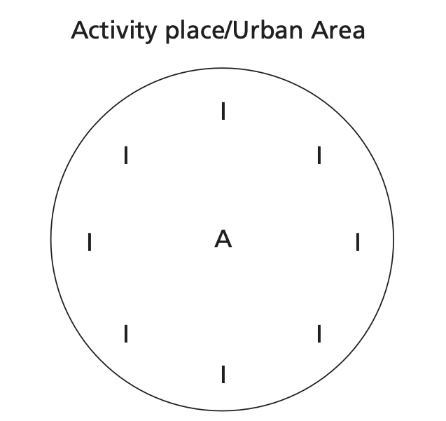 Activity place/Urban Area
I
I I
I A I
I I
I